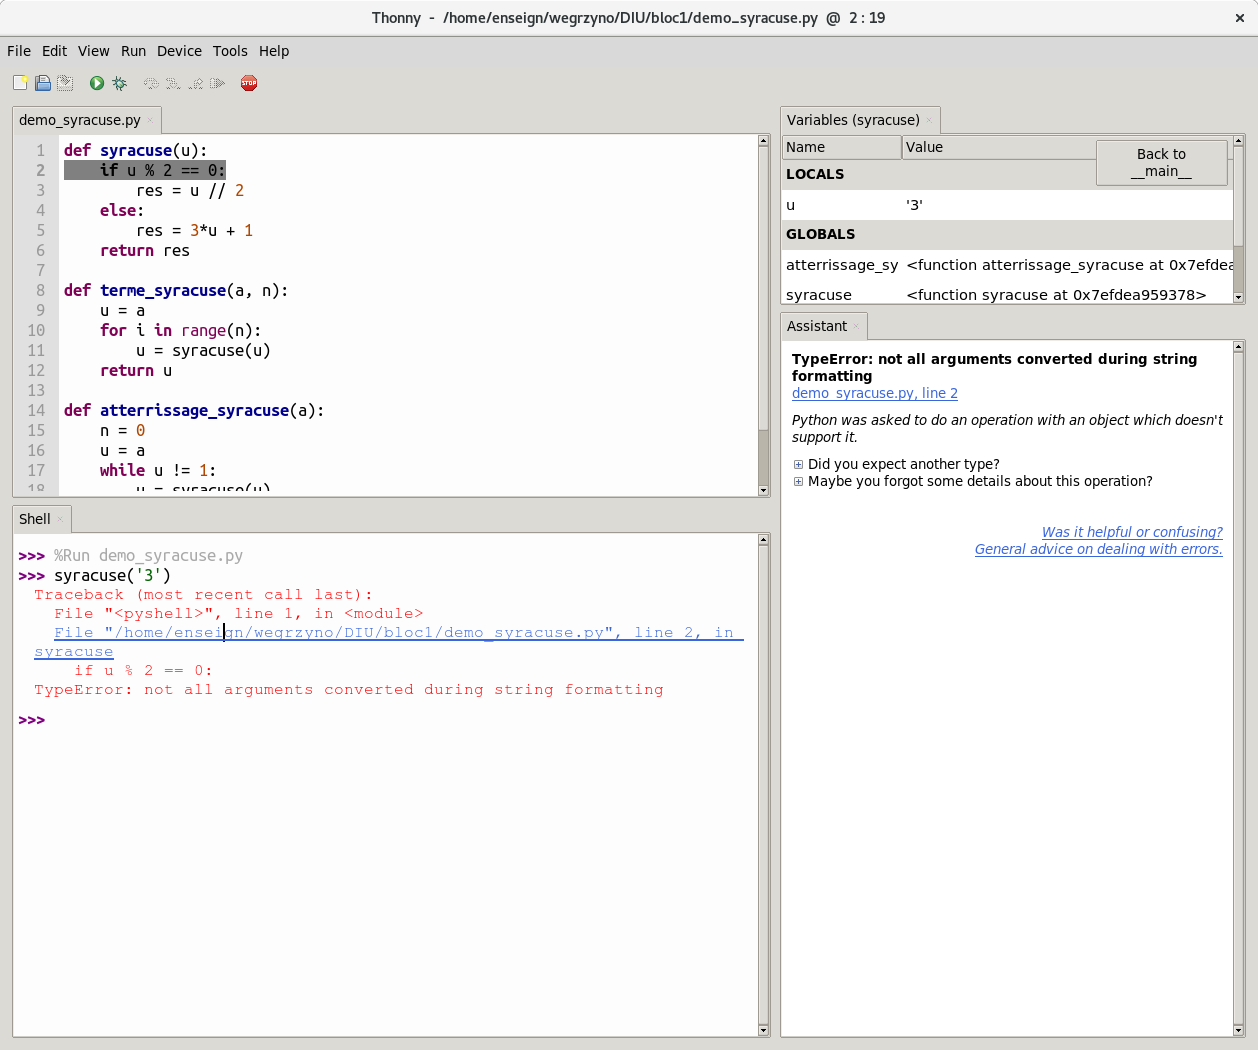 Thonny - /home/enseign/wegrzyno/DIU/bloc1/demo_syracuse.py @ 2 : 19
File Edit View Run Device Tools Help
STOP
demo_syracuse.py
1 def syracuse(u):
2     if u % 2 == 0:
3         res = u // 2
4     else:
5         res = 3*u + 1
6     return res
7
8 def terme_syracuse(a, n):
9     u = a
10     for i in range(n):
11         u = syracuse(u)
12     return u
13
14 def atterrissage_syracuse(a):
15     n = 0
16     u = a
17     while u != 1:
18         u = syracuse(u)
Shell
>>> %Run demo_syracuse.py
>>> syracuse('3')
Traceback (most recent call last):
  File "<pyshell>", line 1, in <module>
  File "/home/enseign/wegrzyno/DIU/bloc1/demo_syracuse.py", line 2, in
syracuse
    if u % 2 == 0:
TypeError: not all arguments converted during string formatting
>>>
Variables (syracuse)
Name Value
Back to
__main__
LOCALS
u '3'
GLOBALS
atterrissage_sy <function atterrissage_syracuse at 0x7efdea
syracuse <function syracuse at 0x7efdea959378>
Assistant
TypeError: not all arguments converted during string
formatting
demo_syracuse.py, line 2
Python was asked to do an operation with an object which doesn't
support it.
Did you expect another type?
Maybe you forgot some details about this operation?
Was it helpful or confusing?
General advice on dealing with errors.